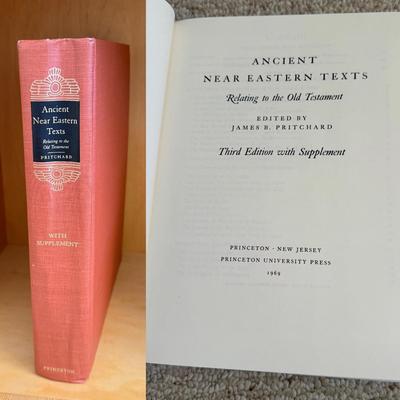 Ancient
Near Eastern
Texts
Relating to the
Old Testament
PRITCHARD
WITH
SUPPLEMENT
PRINCETON
ANCIENT
NEAR EASTERN TEXTS
Relating to the Old Testament
EDITED BY
JAMES B. PRITCHARD
Third Edition with Supplement
PRINCETON · NEW JERSEY
PRINCETON UNIVERSITY PRESS
1969